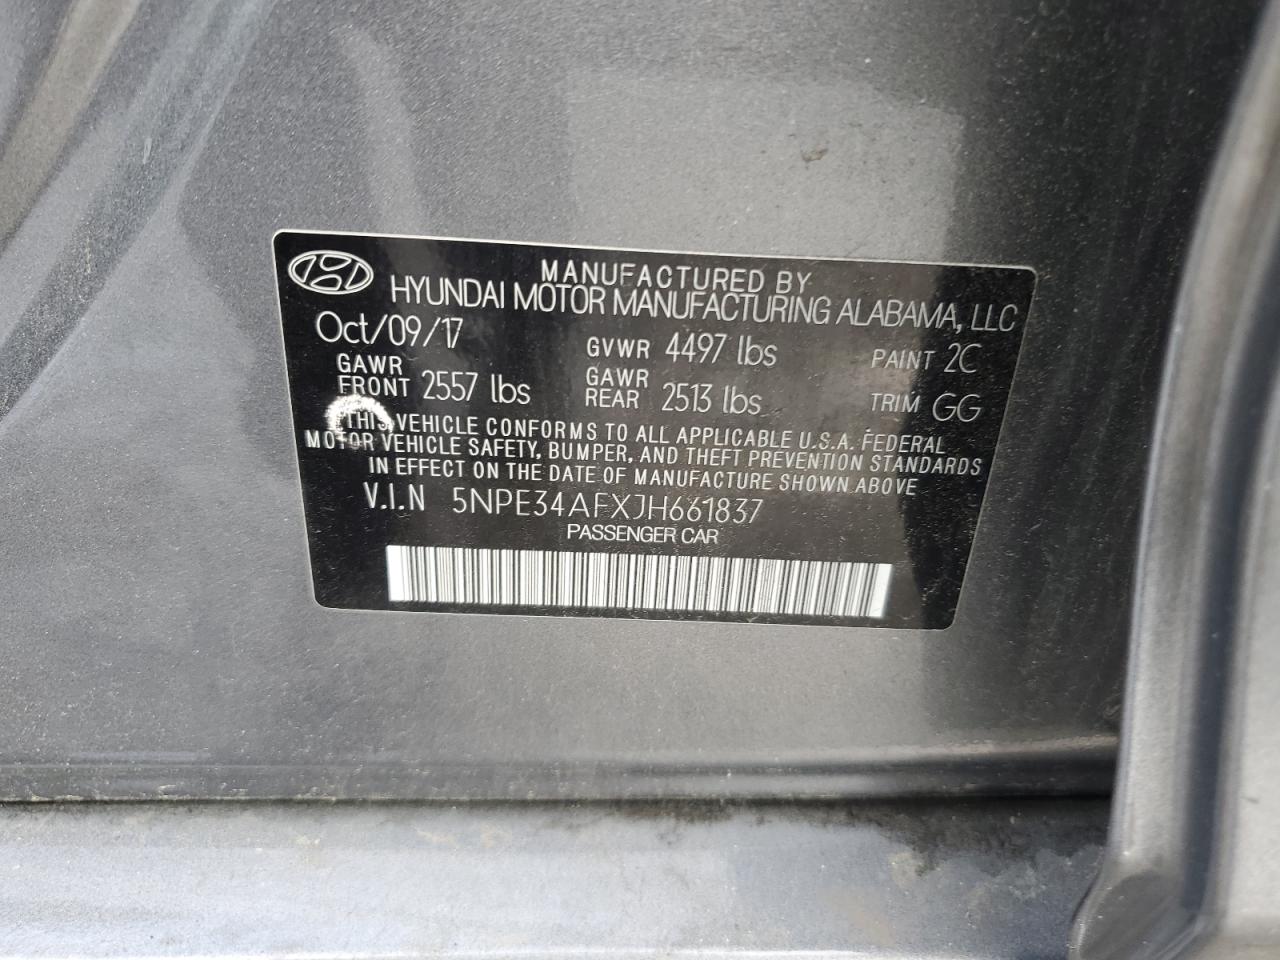 MANUFACTURED BY
HYUNDAI MOTOR MANUFACTURING ALABAMA, LLC
Oct/09/17 GVWR 4497 lbs PAINT 2C
GAWR FRONT 2557 lbs GAWR REAR 2513 lbs TRIM GG
THIS VEHICLE CONFORMS TO ALL APPLICABLE U.S.A. FEDERAL
MOTOR VEHICLE SAFETY, BUMPER, AND THEFT PREVENTION STANDARDS
IN EFFECT ON THE DATE OF MANUFACTURE SHOWN ABOVE
V.I.N 5NPE34AFXJH661837
PASSENGER CAR